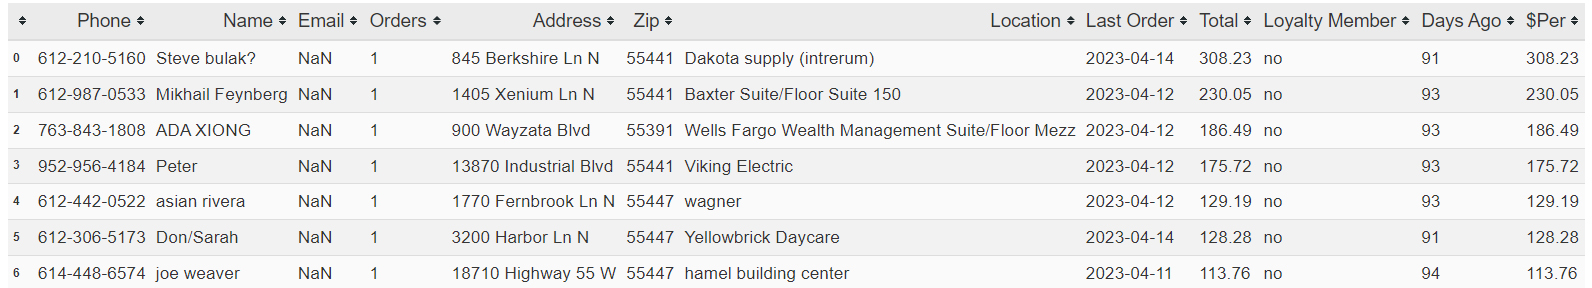 Phone Name Email Orders Address Zip Location Last Order Total Loyalty Member Days Ago $Per
0 612-210-5160 Steve bulak? NaN 1 845 Berkshire Ln N 55441 Dakota supply (intrerum) 2023-04-14 308.23 no 91 308.23
1 612-987-0533 Mikhail Feynberg NaN 1 1405 Xenium Ln N 55441 Baxter Suite/Floor Suite 150 2023-04-12 230.05 no 93 230.05
2 763-843-1808 ADA XIONG NaN 1 900 Wayzata Blvd 55391 Wells Fargo Wealth Management Suite/Floor Mezz 2023-04-12 186.49 no 93 186.49
3 952-956-4184 Peter NaN 1 13870 Industrial Blvd 55441 Viking Electric 2023-04-12 175.72 no 93 175.72
4 612-442-0522 asian rivera NaN 1 1770 Fernbrook Ln N 55447 wagner 2023-04-12 129.19 no 93 129.19
5 612-306-5173 Don/Sarah NaN 1 3200 Harbor Ln N 55447 Yellowbrick Daycare 2023-04-14 128.28 no 91 128.28
6 614-448-6574 joe weaver NaN 1 18710 Highway 55 W 55447 hamel building center 2023-04-11 113.76 no 94 113.76